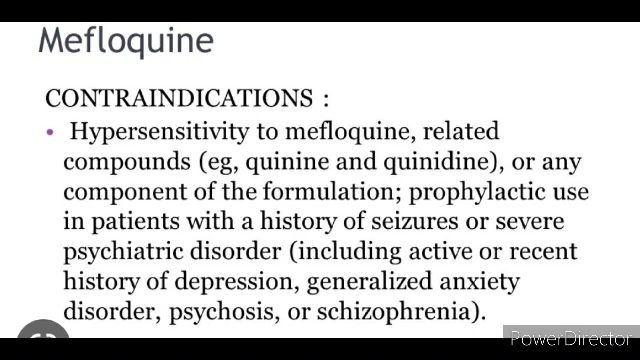 Mefloquine
CONTRAINDICATIONS :
• Hypersensitivity to mefloquine, related
compounds (eg, quinine and quinidine), or any
component of the formulation; prophylactic use
in patients with a history of seizures or severe
psychiatric disorder (including active or recent
history of depression, generalized anxiety
disorder, psychosis, or schizophrenia).
PowerDirector